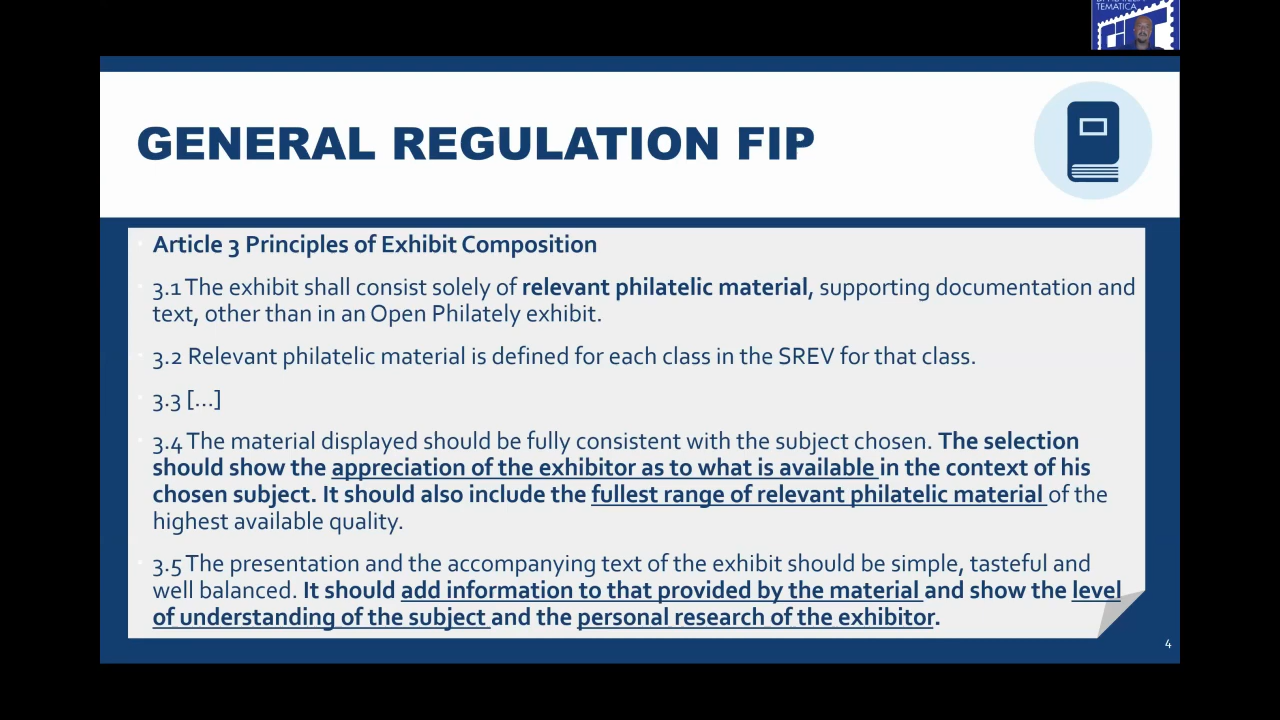 TEMATICA
GENERAL REGULATION FIP
Article 3 Principles of Exhibit Composition
3.1 The exhibit shall consist solely of relevant philatelic material, supporting documentation and
text, other than in an Open Philately exhibit.
3.2 Relevant philatelic material is defined for each class in the SREV for that class.
3.3 [...]
3.4 The material displayed should be fully consistent with the subject chosen. The selection
should show the appreciation of the exhibitor as to what is available in the context of his
chosen subject. It should also include the fullest range of relevant philatelic material of the
highest available quality.
3.5 The presentation and the accompanying text of the exhibit should be simple, tasteful and
well balanced. It should add information to that provided by the material and show the level
of understanding of the subject and the personal research of the exhibitor.
4